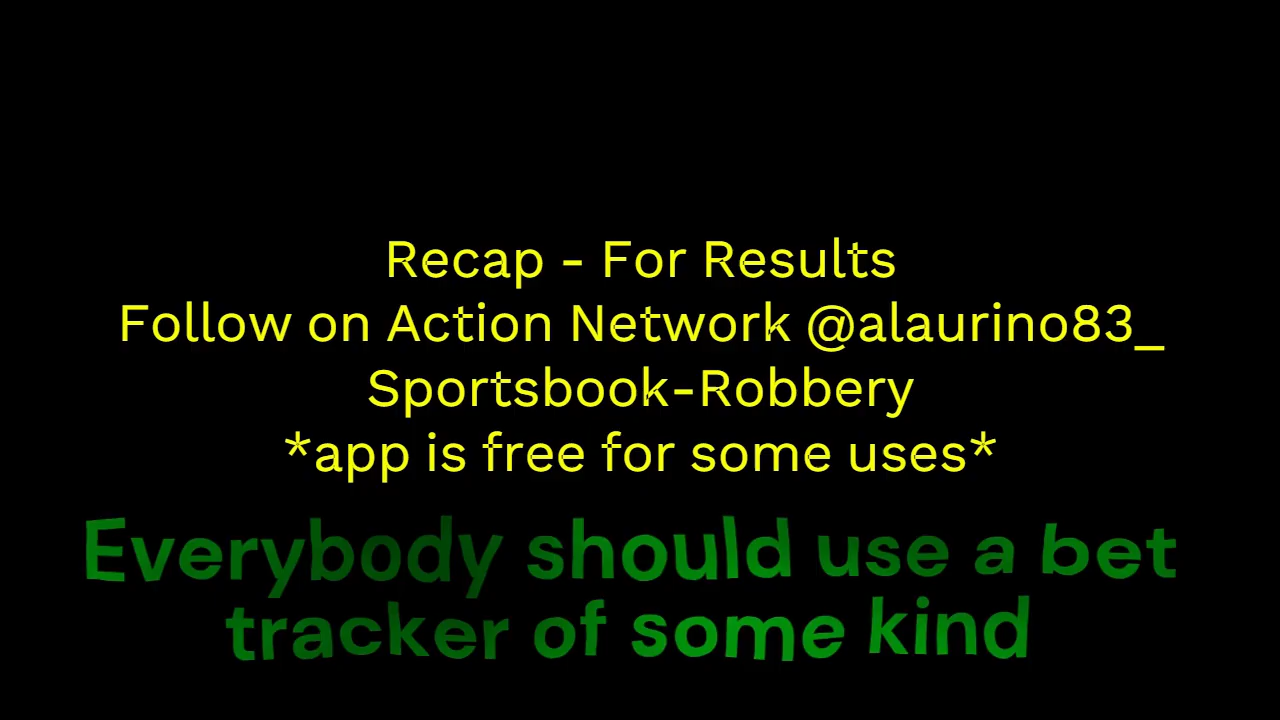 Recap - For Results
Follow on Action Network @alaurino83_
Sportsbook-Robbery
*app is free for some uses*
Everybody should use a bet
tracker of some kind